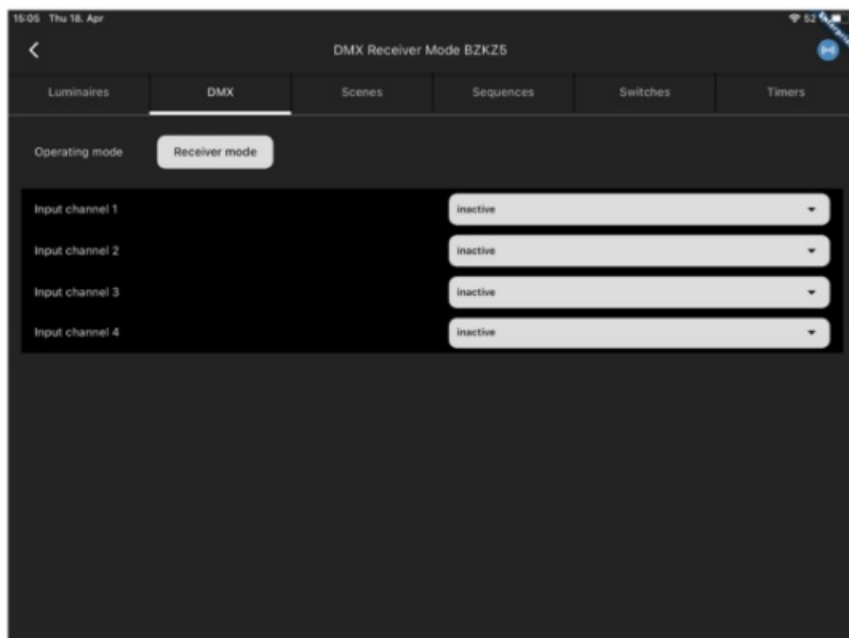 15:05 Thu 18. Apr
52
DMX Receiver Mode BZKZ5
Luminaires DMX Scenes Sequences Switches Timers
Operating mode Receiver mode
Input channel 1 inactive
Input channel 2 inactive
Input channel 3 inactive
Input channel 4 inactive